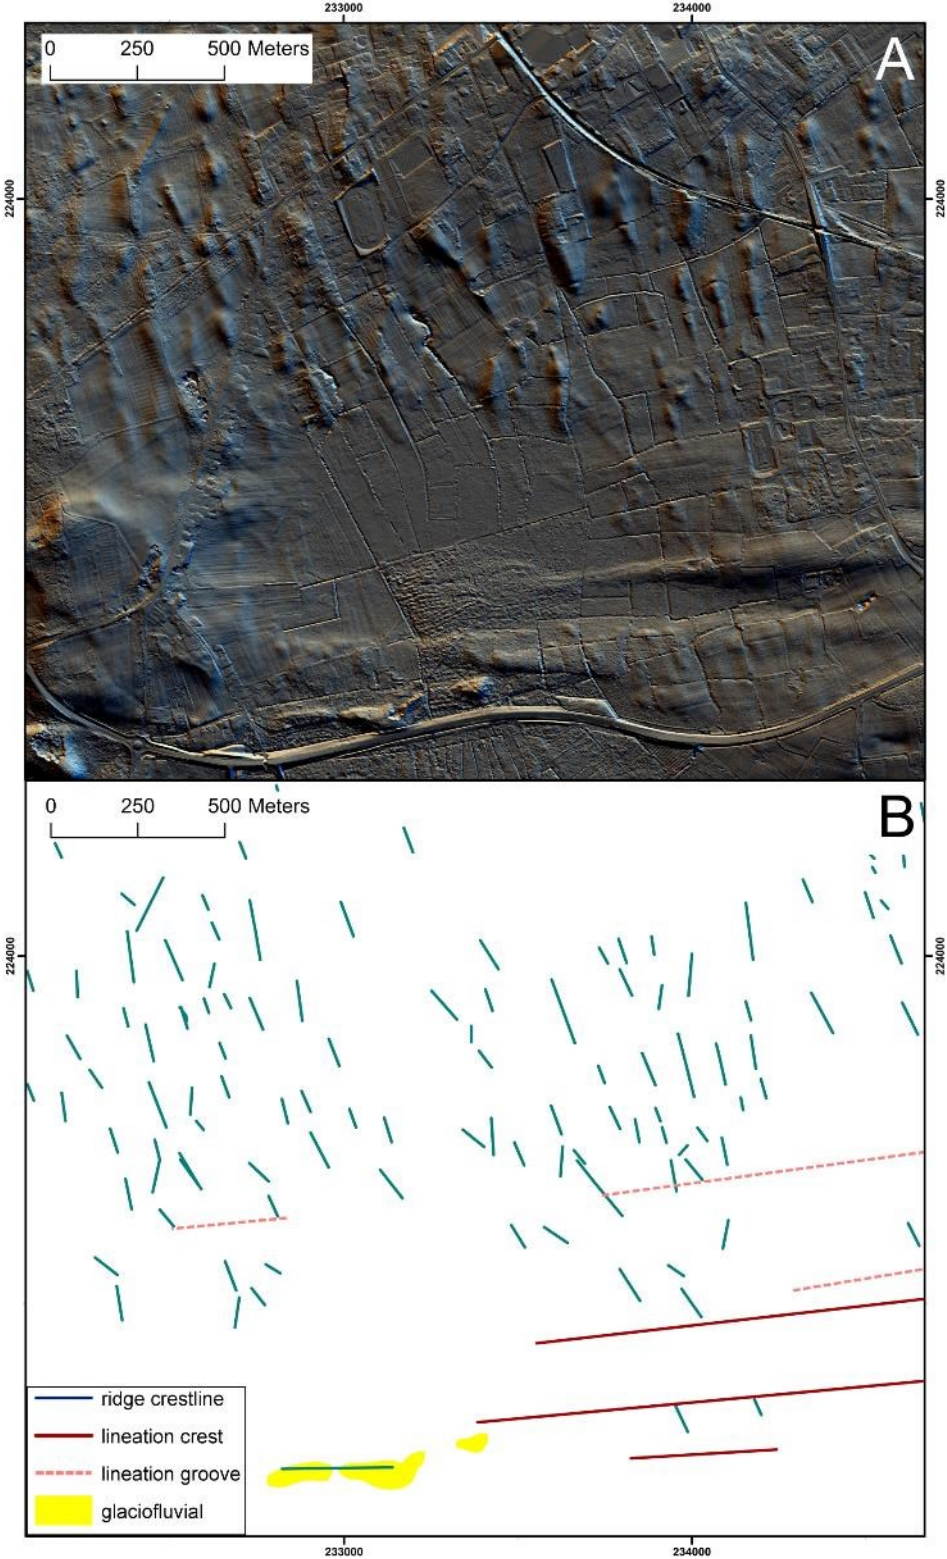 233000 234000
0 250 500 Meters
A
224000 224000
0 250 500 Meters
B
224000 224000
ridge crestline
lineation crest
lineation groove
glaciofluvial
233000 234000